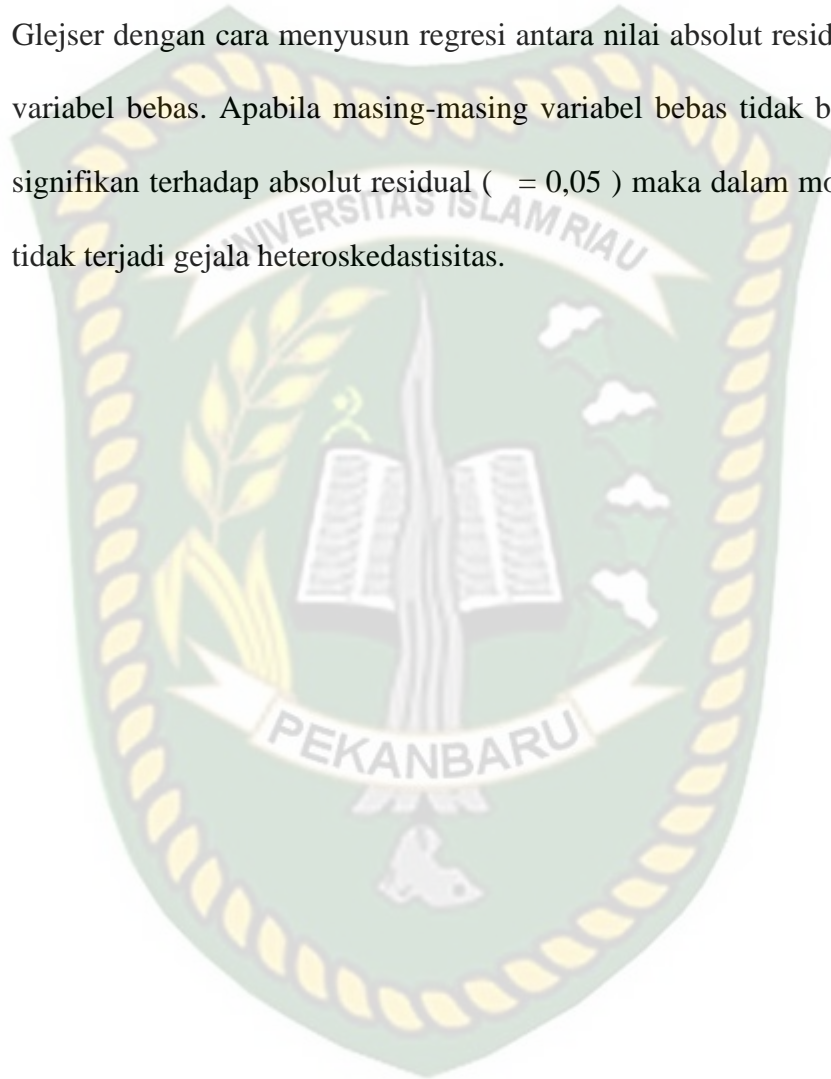 Glejser dengan cara menyusun regresi antara nilai absolut resid
variabel bebas. Apabila masing-masing variabel bebas tidak b
signifikan terhadap absolut residual ( = 0,05 ) maka dalam mo
tidak terjadi gejala heteroskedastisitas.
UNIVERSITAS ISLAM RIAU
PEKANBARU